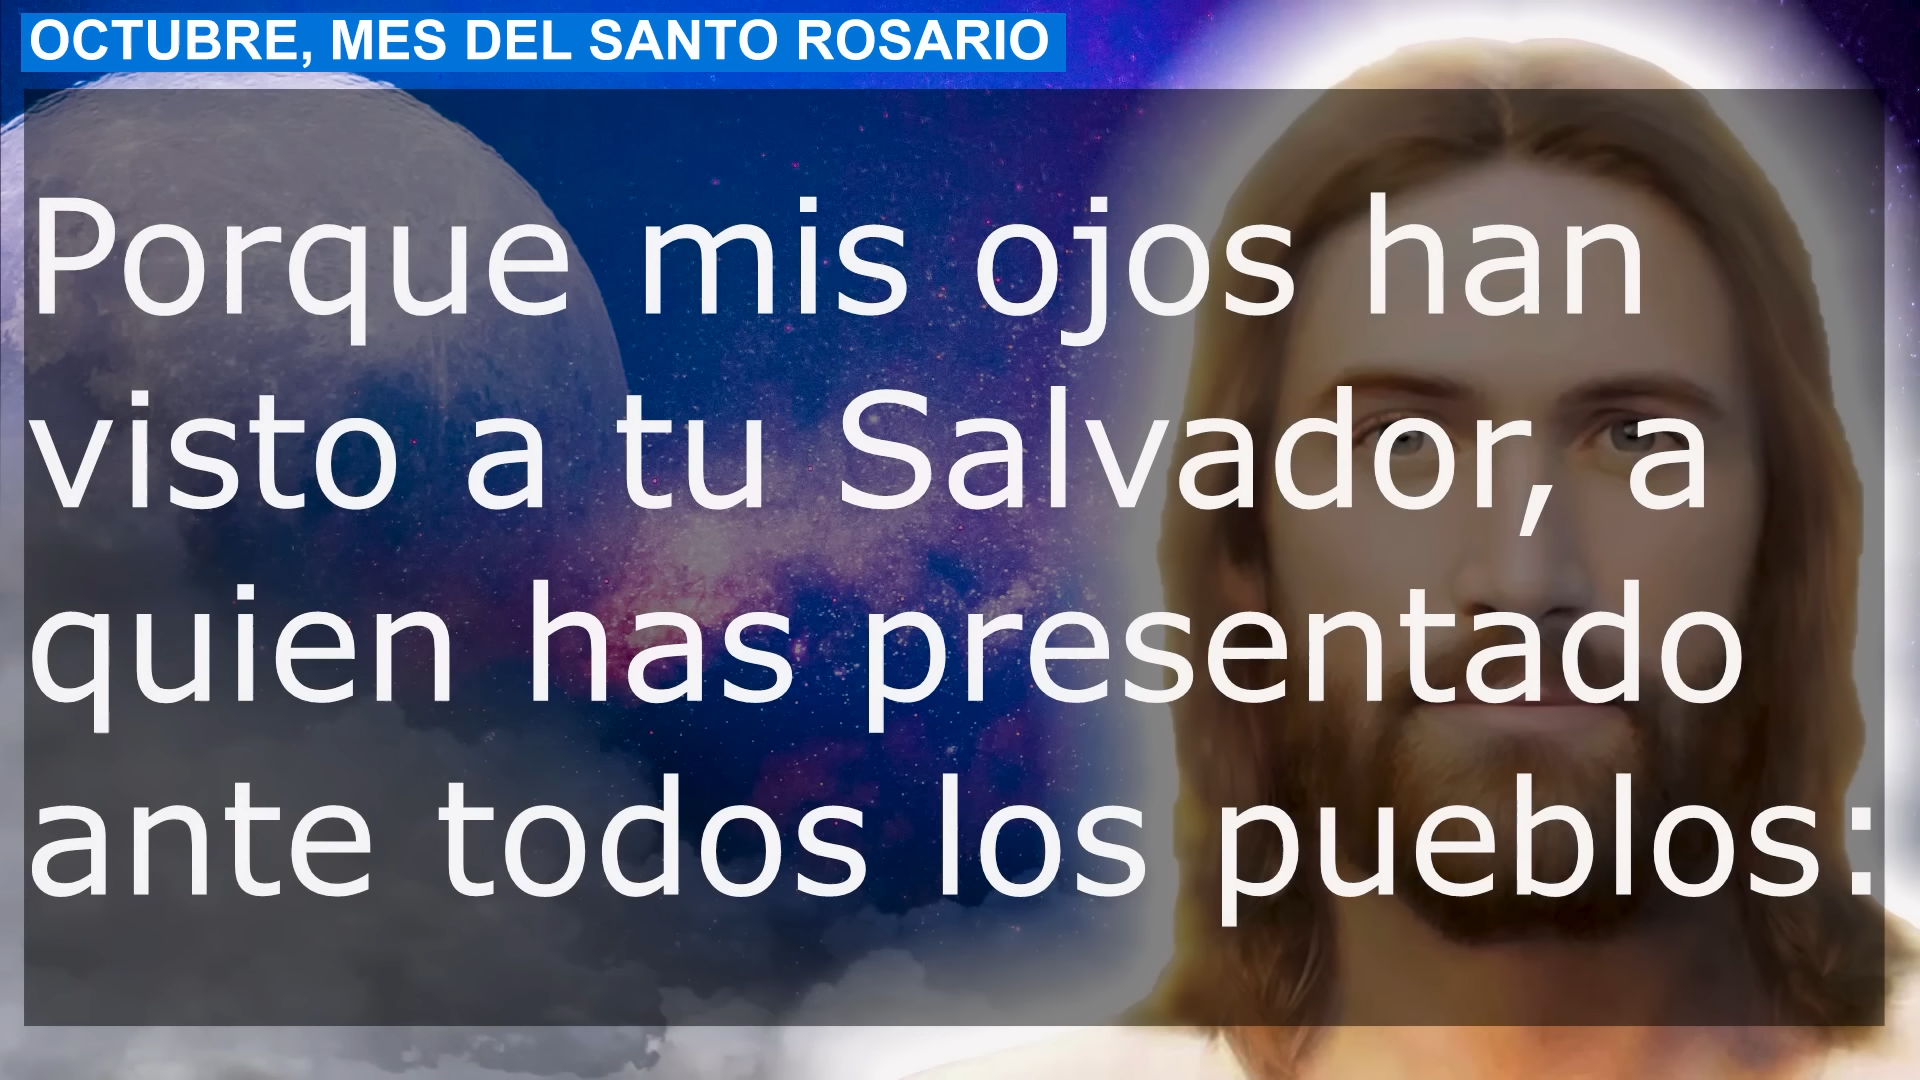 OCTUBRE, MES DEL SANTO ROSARIO
Porque mis ojos han
visto a tu Salvador, a
quien has presentado
ante todos los pueblos: